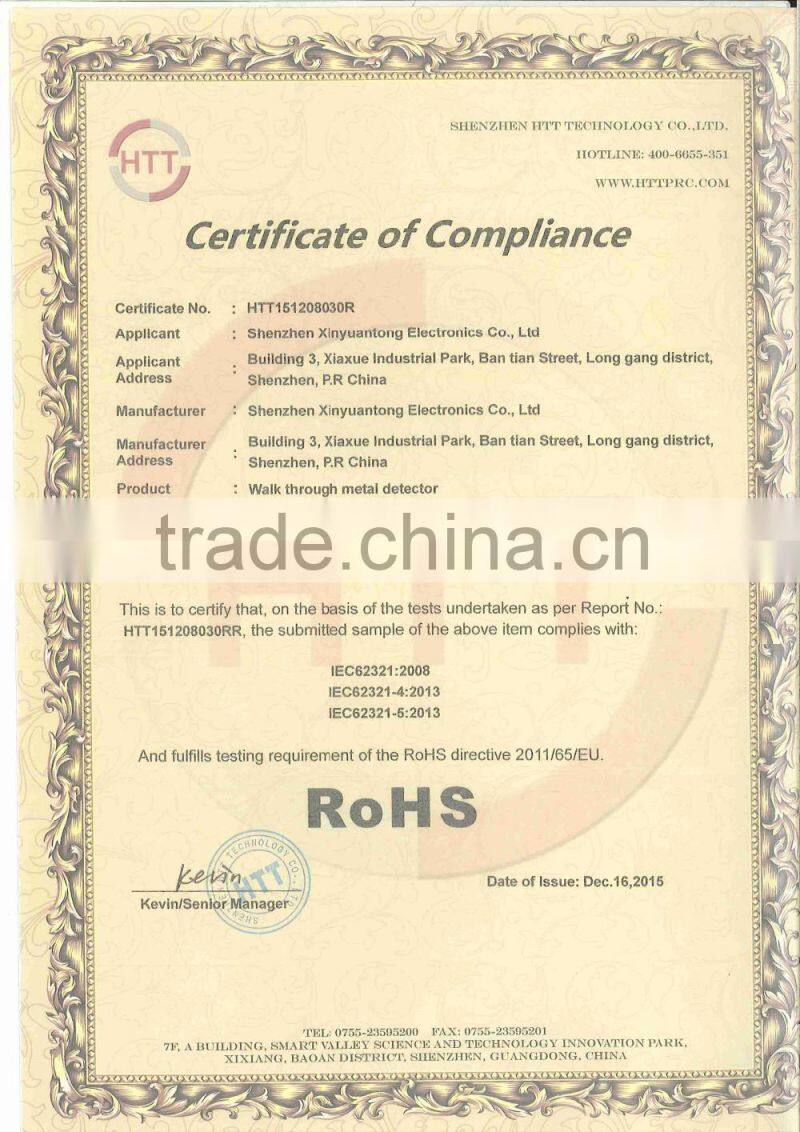 HTT
SHENZHEN HTT TECHNOLOGY CO.,LTD.
HOTLINE: 400-6655-351
WWW.HTTPRC.COM
Certificate of Compliance
Certificate No. : HTT151208030R
Applicant : Shenzhen Xinyuantong Electronics Co., Ltd
Applicant Address : Building 3, Xiaxue Industrial Park, Ban tian Street, Long gang district,
Shenzhen, P.R China
Manufacturer : Shenzhen Xinyuantong Electronics Co., Ltd
Manufacturer Address : Building 3, Xiaxue Industrial Park, Ban tian Street, Long gang district,
Shenzhen, P.R China
Product : Walk through metal detector
trade.china.cn
This is to certify that, on the basis of the tests undertaken as per Report No.:
HTT151208030RR, the submitted sample of the above item complies with:
IEC62321:2008
IEC62321-4:2013
IEC62321-5:2013
And fulfills testing requirement of the RoHS directive 2011/65/EU.
RoHS
Kevin
SHENZHEN HTT TECHNOLOGY CO., LTD
HTT
Kevin/Senior Manager
Date of Issue: Dec.16,2015
TEL: 0755-23595200 FAX: 0755-23595201
7F, A BUILDING, SMART VALLEY SCIENCE AND TECHNOLOGY INNOVATION PARK,
XIXIANG, BAOAN DISTRICT, SHENZHEN, GUANGDONG, CHINA